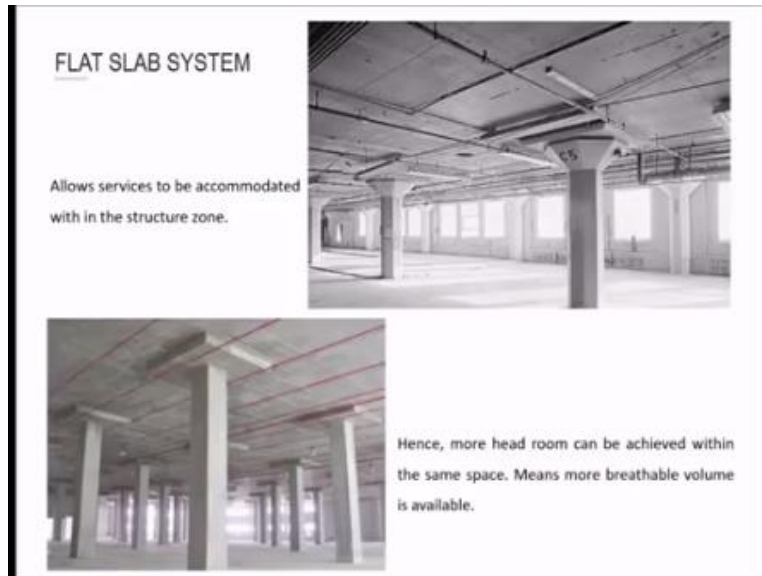 FLAT SLAB SYSTEM
Allows services to be accommodated
with in the structure zone.
C5
Hence, more head room can be achieved within
the same space. Means more breathable volume
is available.